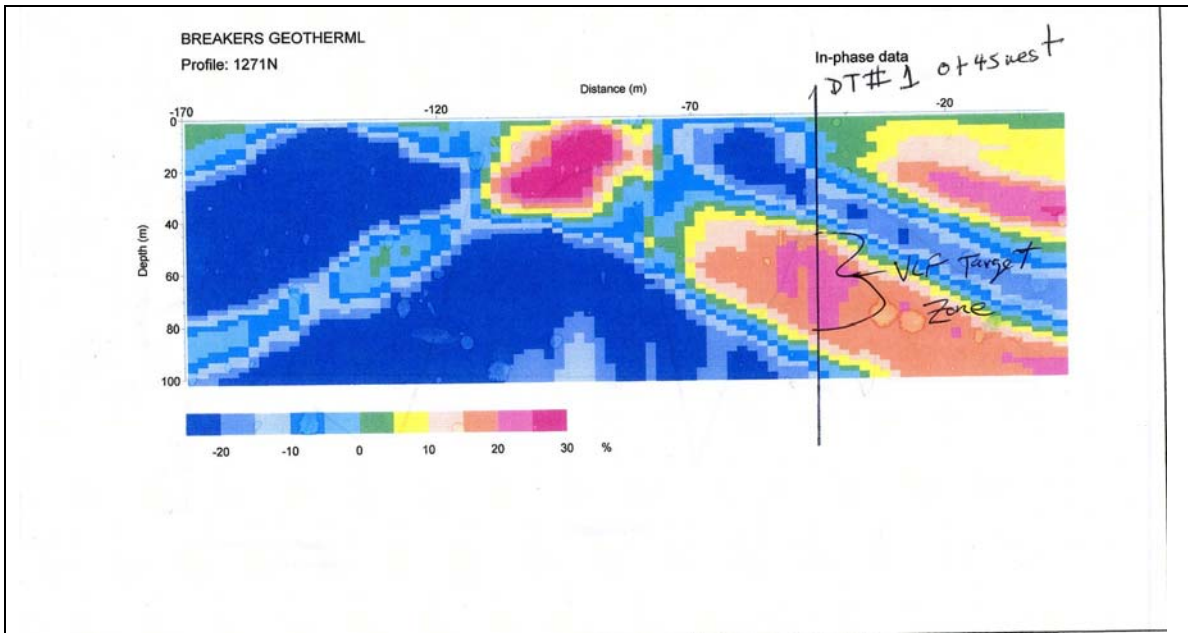 BREAKERS GEOTHERML
Profile: 1271N
In-phase data
DT#1 0+45 west
Distance (m)
-170 -120 -70 -20
0
20
40
60
80
100
Depth (m)
VLF Target
Zone
-20 -10 0 10 20 30 %